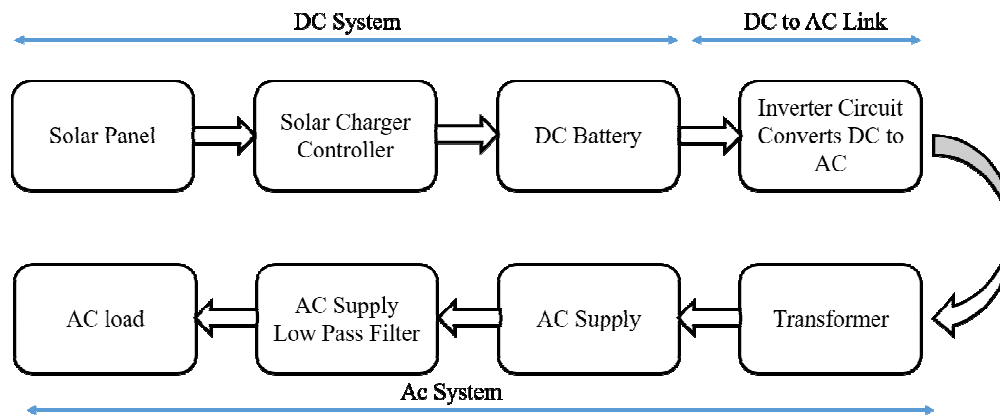 DC System
DC to AC Link
Solar Panel
Solar Charger
Controller
DC Battery
Inverter Circuit
Converts DC to
AC
AC load
AC Supply
Low Pass Filter
AC Supply
Transformer
Ac System